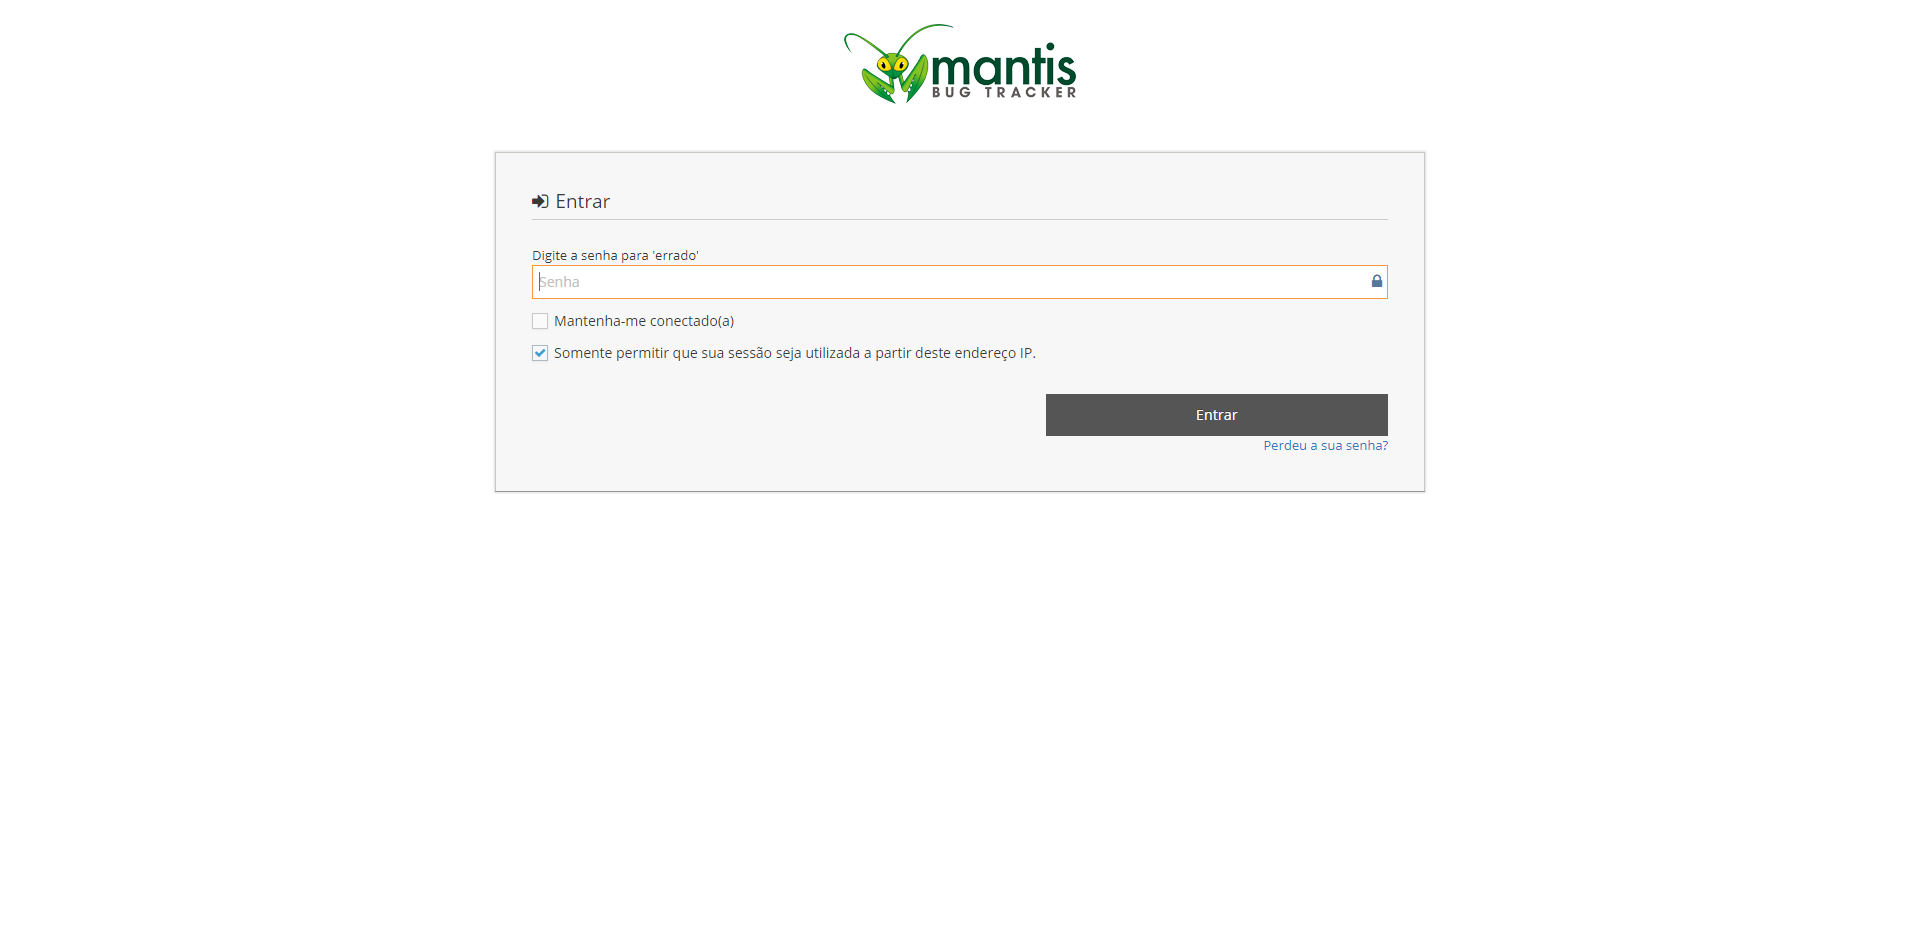 mantis
BUG TRACKER
Entrar
Digite a senha para 'errado'
Senha
Mantenha-me conectado(a)
Somente permitir que sua sessão seja utilizada a partir deste endereço IP.
Entrar
Perdeu a sua senha?